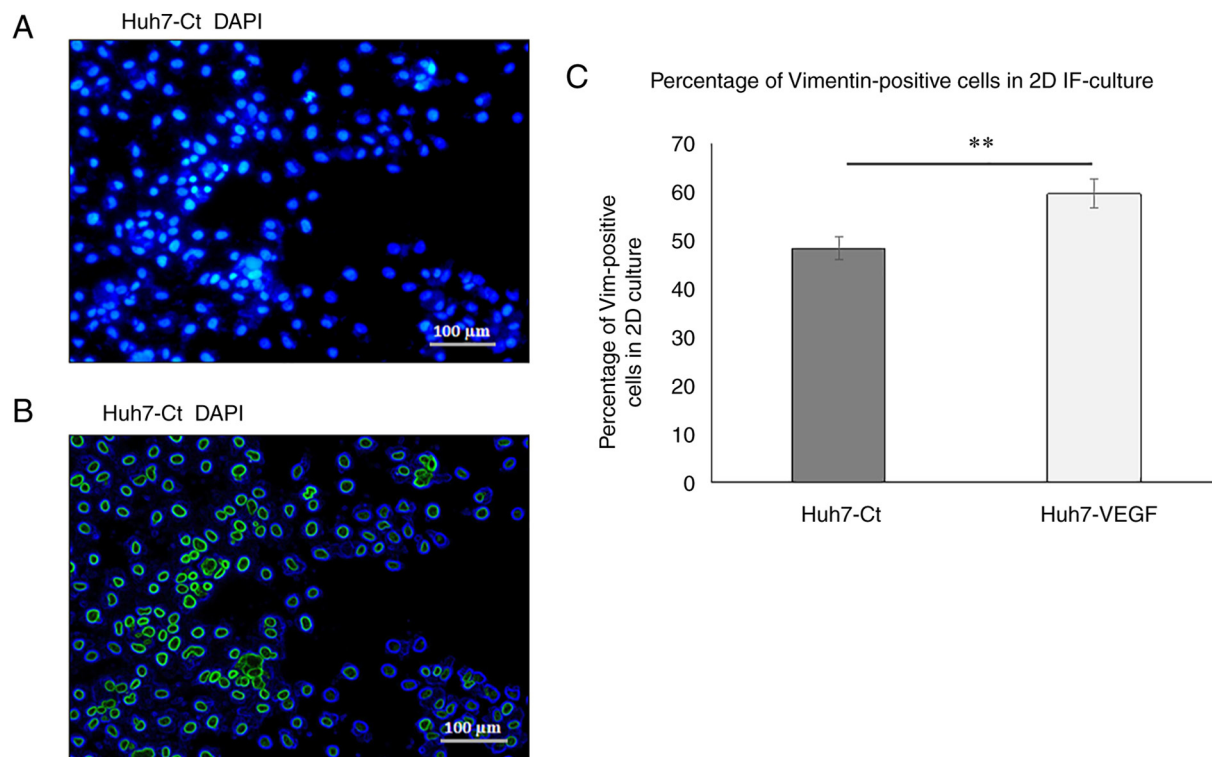 A
Huh7-Ct DAPI
100 µm
B
Huh7-Ct DAPI
100 µm
C
Percentage of Vimentin-positive cells in 2D IF-culture
**
Percentage of Vim-positive
cells in 2D culture
70
60
50
40
30
20
10
0
Huh7-Ct
Huh7-VEGF